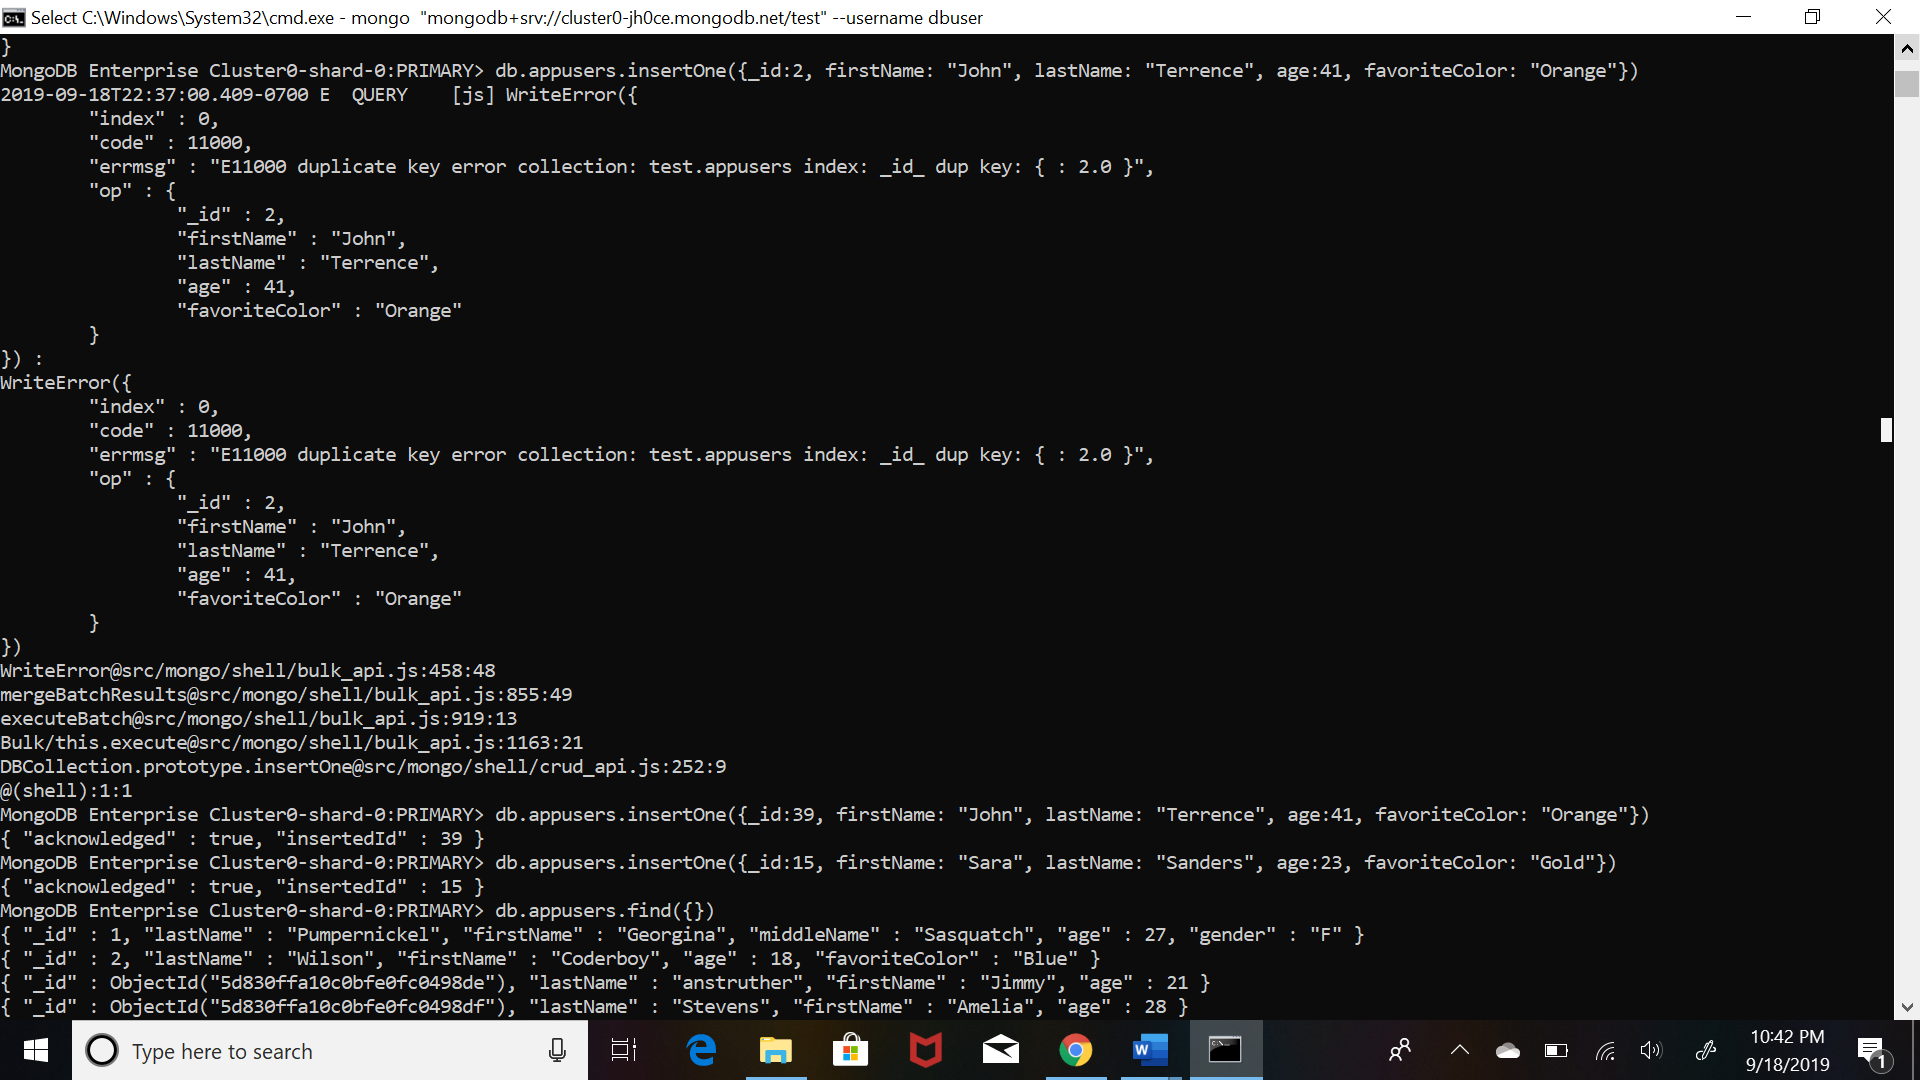 Select C:\Windows\System32\cmd.exe - mongo  "mongodb+srv://cluster0-jh0ce.mongodb.net/test" --username dbuser
}
MongoDB Enterprise Cluster0-shard-0:PRIMARY> db.appusers.insertOne({_id:2, firstName: "John", lastName: "Terrence", age:41, favoriteColor: "Orange"})
2019-09-18T22:37:00.409-0700 E  QUERY    [js] WriteError({
        "index" : 0,
        "code" : 11000,
        "errmsg" : "E11000 duplicate key error collection: test.appusers index: _id_ dup key: { : 2.0 }",
        "op" : {
                "_id" : 2,
                "firstName" : "John",
                "lastName" : "Terrence",
                "age" : 41,
                "favoriteColor" : "Orange"
        }
}) :
WriteError({
        "index" : 0,
        "code" : 11000,
        "errmsg" : "E11000 duplicate key error collection: test.appusers index: _id_ dup key: { : 2.0 }",
        "op" : {
                "_id" : 2,
                "firstName" : "John",
                "lastName" : "Terrence",
                "age" : 41,
                "favoriteColor" : "Orange"
        }
})
WriteError@src/mongo/shell/bulk_api.js:458:48
mergeBatchResults@src/mongo/shell/bulk_api.js:855:49
executeBatch@src/mongo/shell/bulk_api.js:919:13
Bulk/this.execute@src/mongo/shell/bulk_api.js:1163:21
DBCollection.prototype.insertOne@src/mongo/shell/crud_api.js:252:9
@(shell):1:1
MongoDB Enterprise Cluster0-shard-0:PRIMARY> db.appusers.insertOne({_id:39, firstName: "John", lastName: "Terrence", age:41, favoriteColor: "Orange"})
{ "acknowledged" : true, "insertedId" : 39 }
MongoDB Enterprise Cluster0-shard-0:PRIMARY> db.appusers.insertOne({_id:15, firstName: "Sara", lastName: "Sanders", age:23, favoriteColor: "Gold"})
{ "acknowledged" : true, "insertedId" : 15 }
MongoDB Enterprise Cluster0-shard-0:PRIMARY> db.appusers.find({})
{ "_id" : 1, "lastName" : "Pumpernickel", "firstName" : "Georgina", "middleName" : "Sasquatch", "age" : 27, "gender" : "F" }
{ "_id" : 2, "lastName" : "Wilson", "firstName" : "Coderboy", "age" : 18, "favoriteColor" : "Blue" }
{ "_id" : ObjectId("5d830ffa10c0bfe0fc0498de"), "lastName" : "anstruther", "firstName" : "Jimmy", "age" : 21 }
{ "_id" : ObjectId("5d830ffa10c0bfe0fc0498df"), "lastName" : "Stevens", "firstName" : "Amelia", "age" : 28 }
Type here to search
10:42 PM
9/18/2019
1